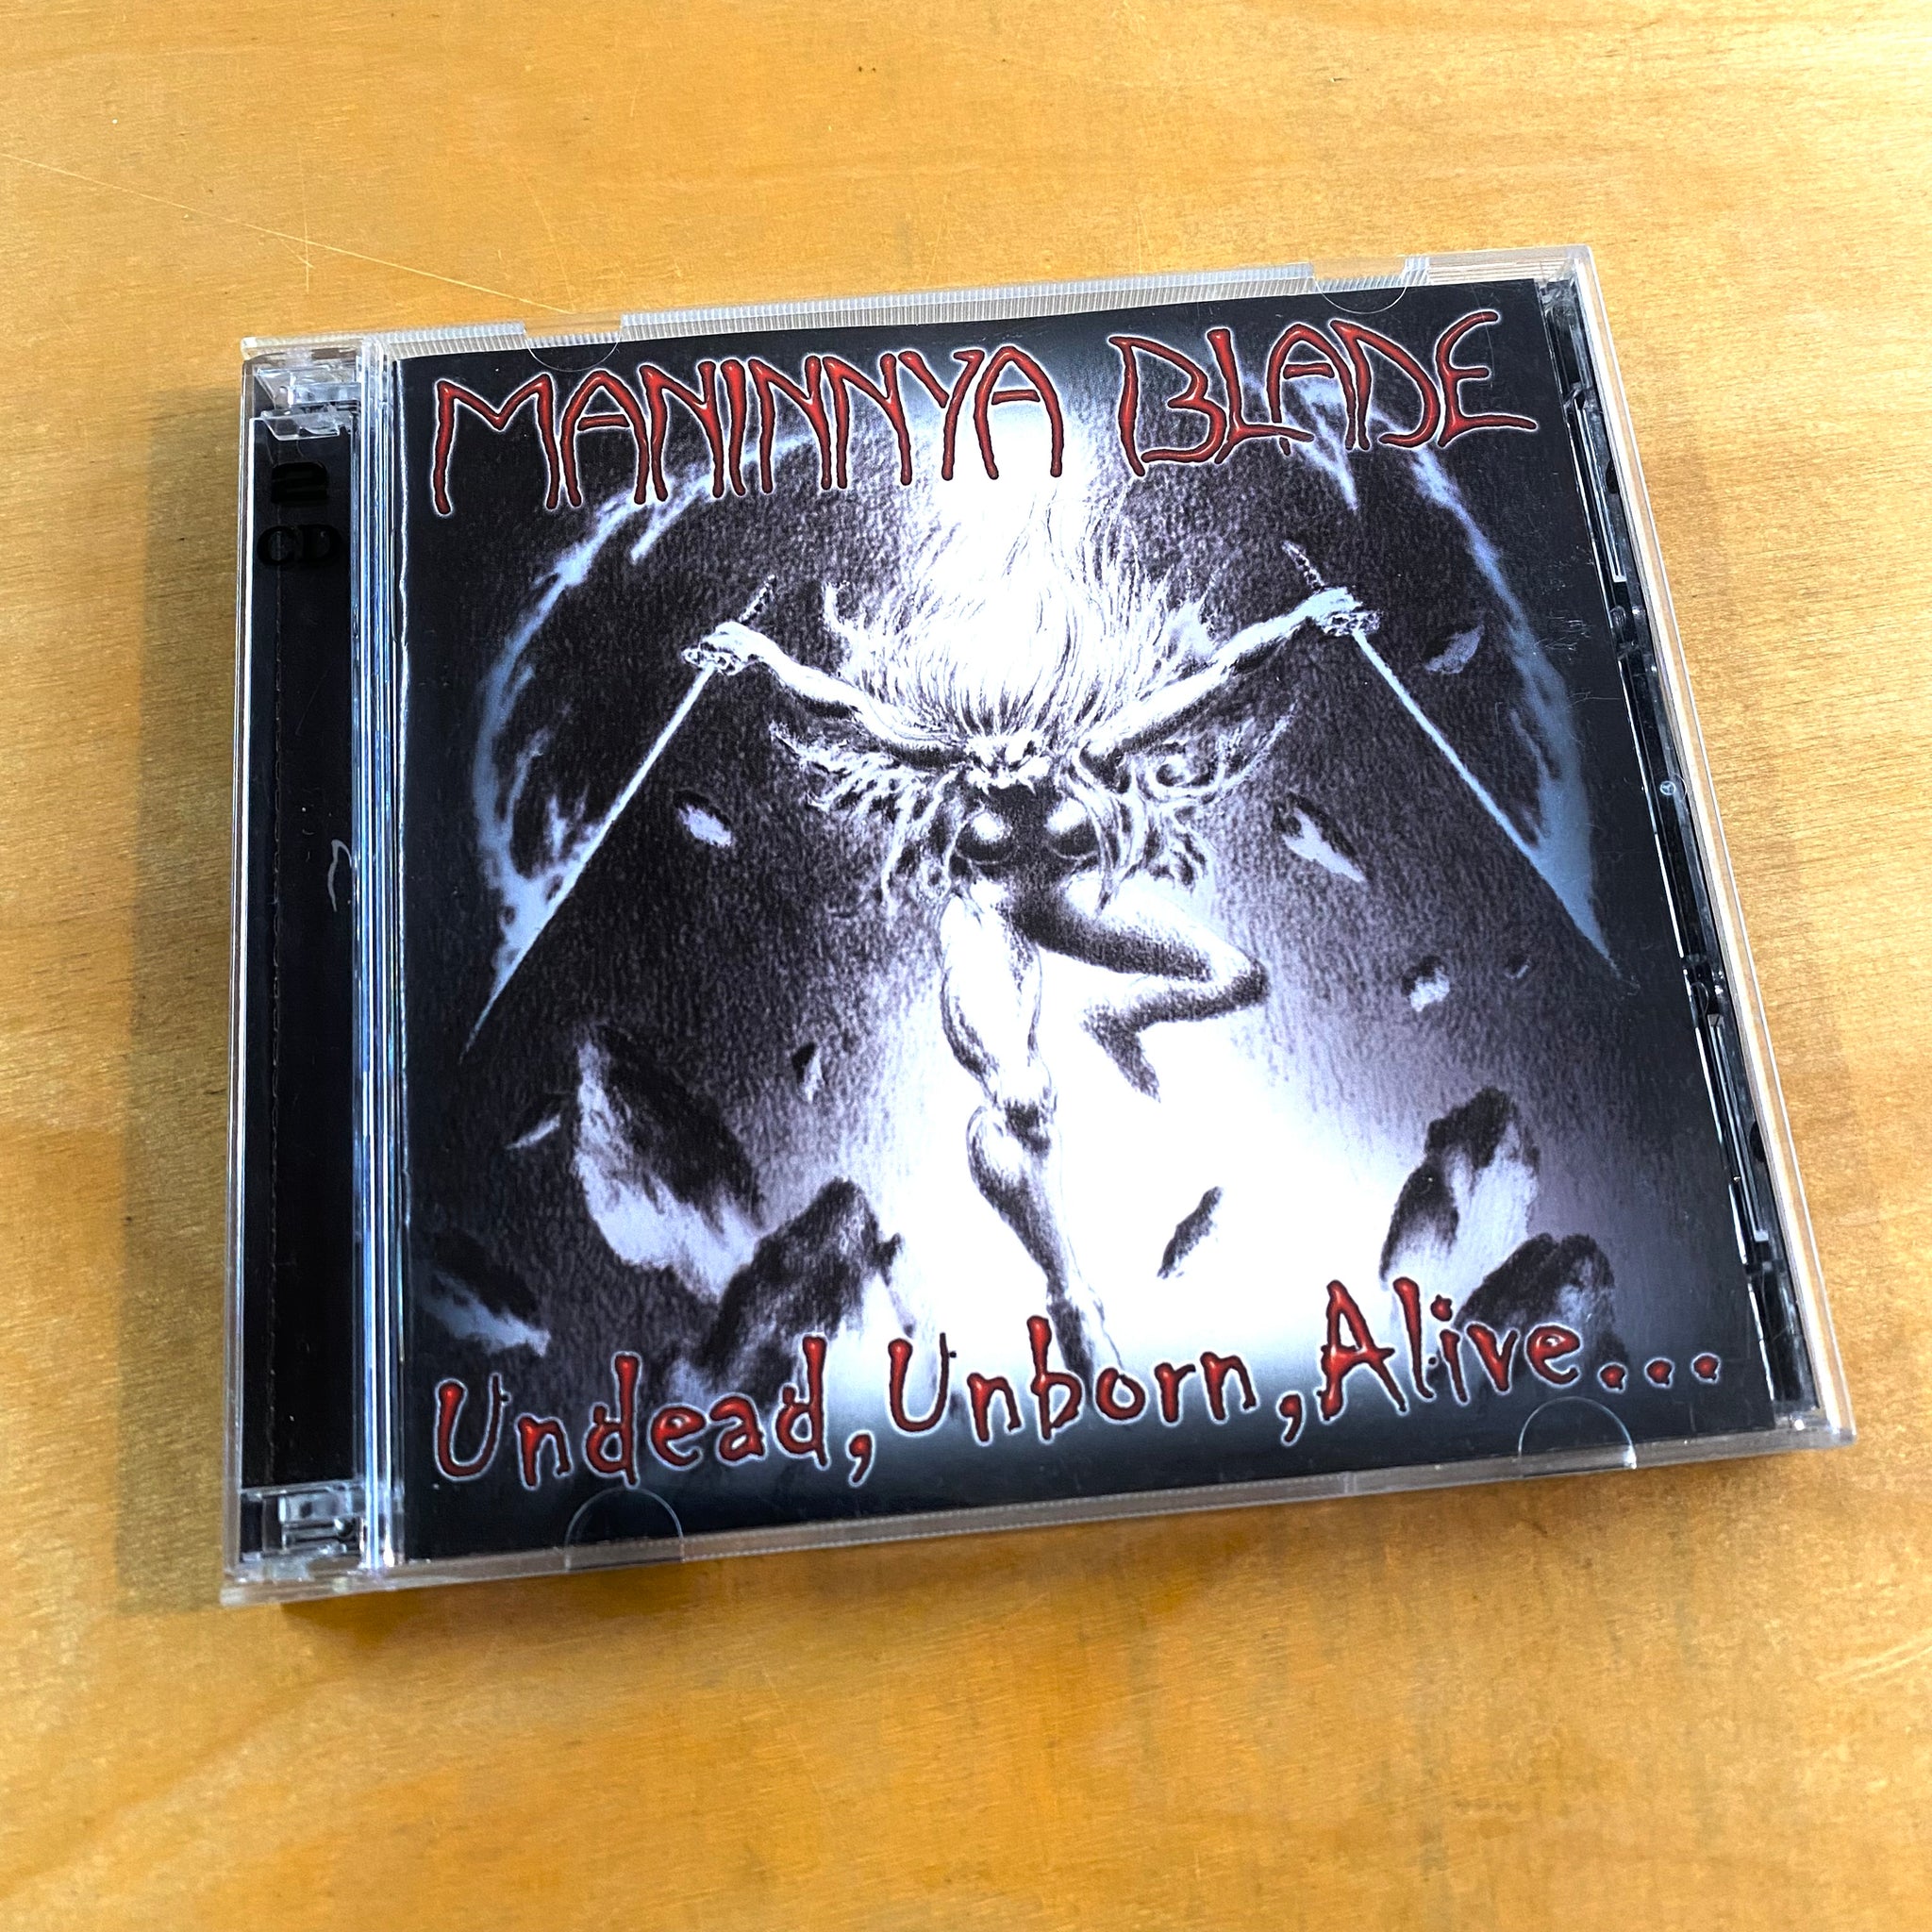 MANINNYA BLADE
2
CD
Undead, Unborn, Alive...